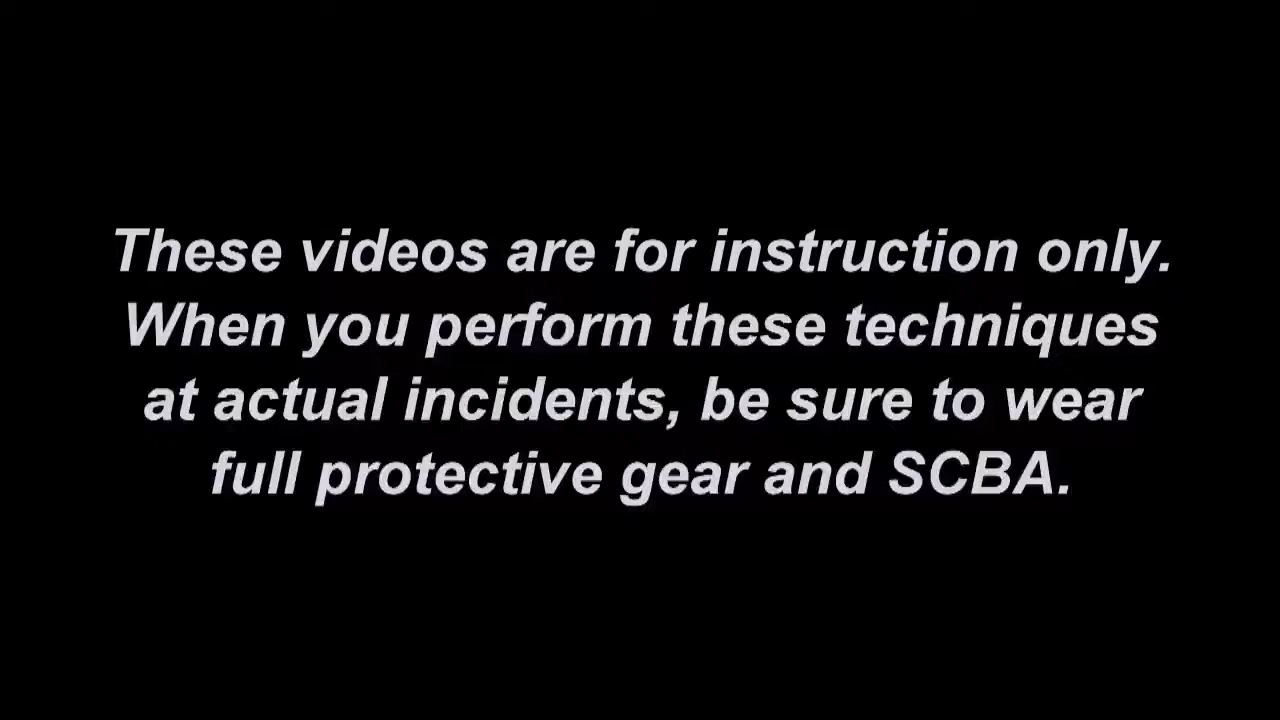 These videos are for instruction only.
When you perform these techniques
at actual incidents, be sure to wear
full protective gear and SCBA.